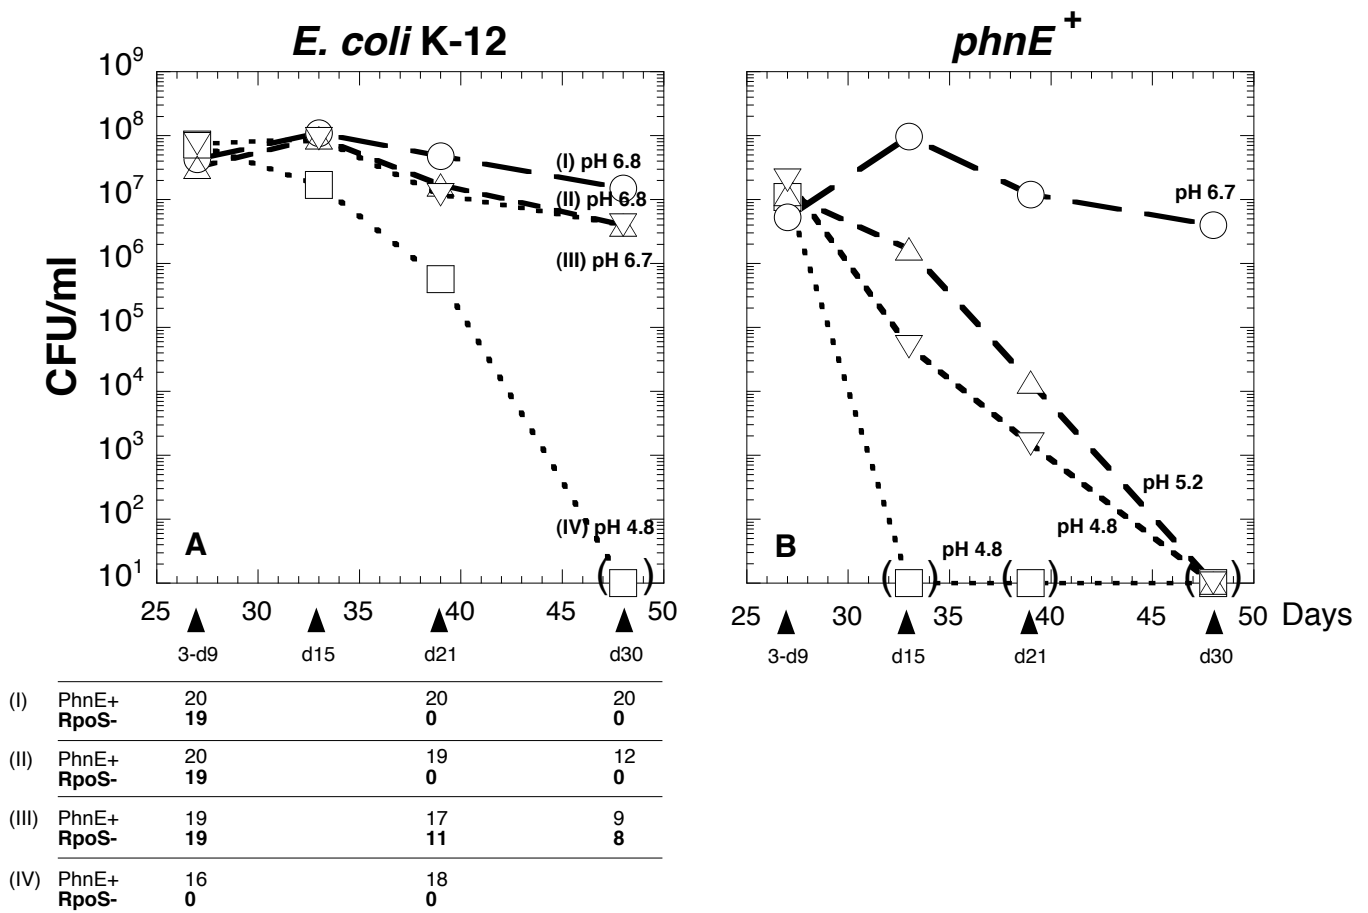 E. coli K-12
phnE +
10^9
10^8
10^7
10^6
10^5
10^4
10^3
10^2
10^1
CFU/ml
(I) pH 6.8
(II) pH 6.8
(III) pH 6.7
(IV) pH 4.8
A
pH 6.7
pH 5.2
pH 4.8
pH 4.8
B
( )
( ) ( ) ( )
25 30 35 40 45 50
25 30 35 40 45 50 Days
3-d9 d15 d21 d30
3-d9 d15 d21 d30
(I) PhnE+ 20 20 20
RpoS- 19 0 0
(II) PhnE+ 20 19 12
RpoS- 19 0 0
(III) PhnE+ 19 17 9
RpoS- 19 11 8
(IV) PhnE+ 16 18
RpoS- 0 0